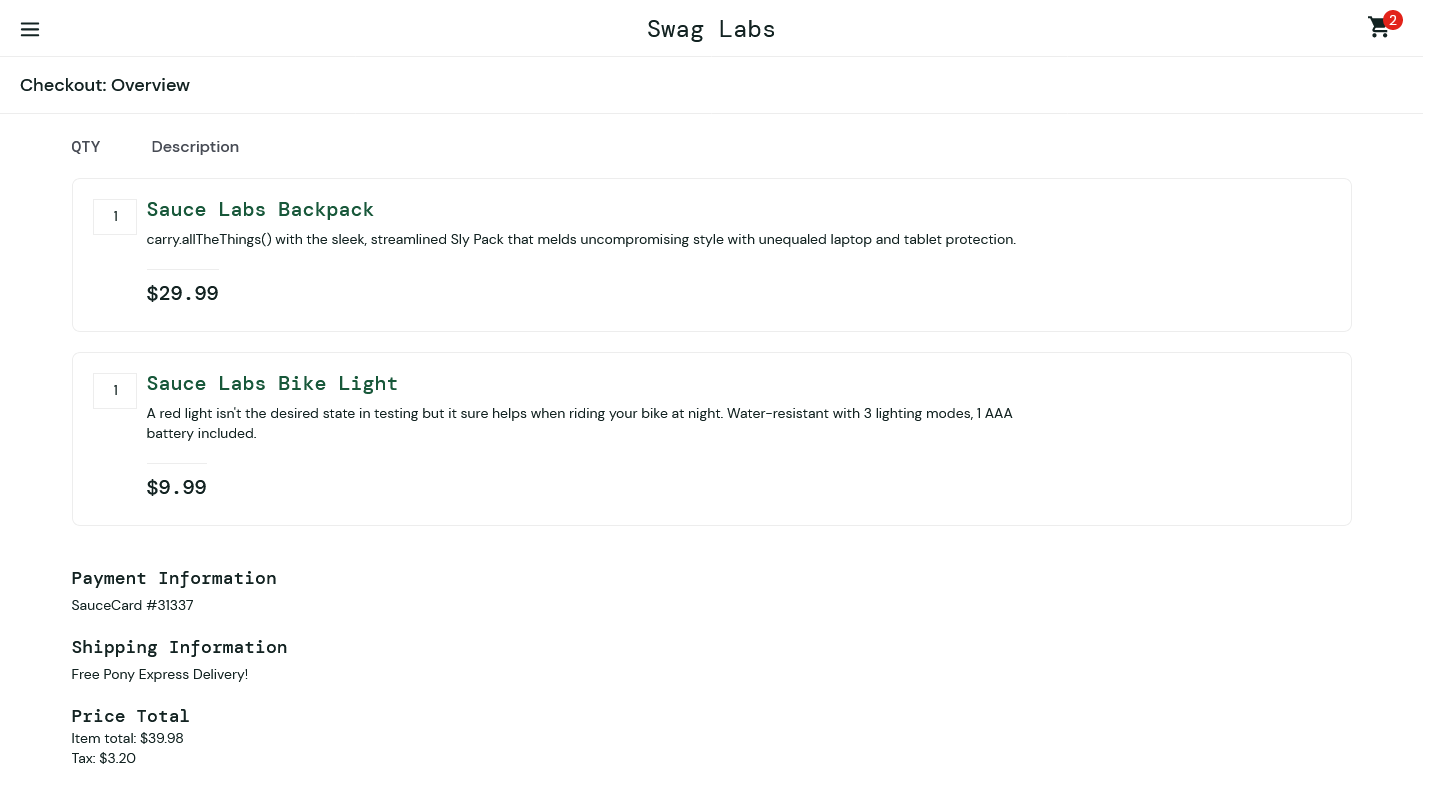 Swag Labs
2
Checkout: Overview
QTY Description
1
Sauce Labs Backpack
carry.allTheThings() with the sleek, streamlined Sly Pack that melds uncompromising style with unequaled laptop and tablet protection.
$29.99
1
Sauce Labs Bike Light
A red light isn't the desired state in testing but it sure helps when riding your bike at night. Water-resistant with 3 lighting modes, 1 AAA
battery included.
$9.99
Payment Information
SauceCard #31337
Shipping Information
Free Pony Express Delivery!
Price Total
Item total: $39.98
Tax: $3.20